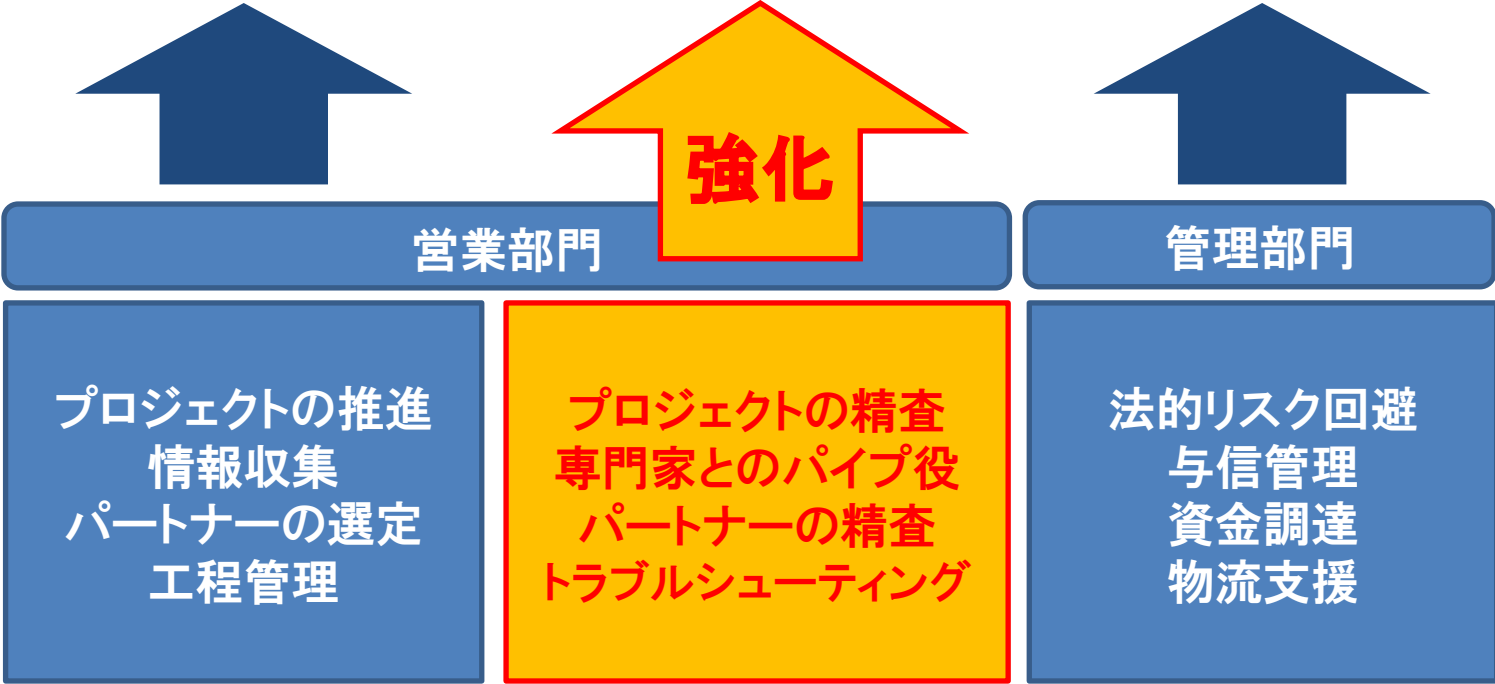 強化
営業部門
管理部門
プロジェクトの推進
情報収集
パートナーの選定
工程管理
プロジェクトの精査
専門家とのパイプ役
パートナーの精査
トラブルシューティング
法的リスク回避
与信管理
資金調達
物流支援